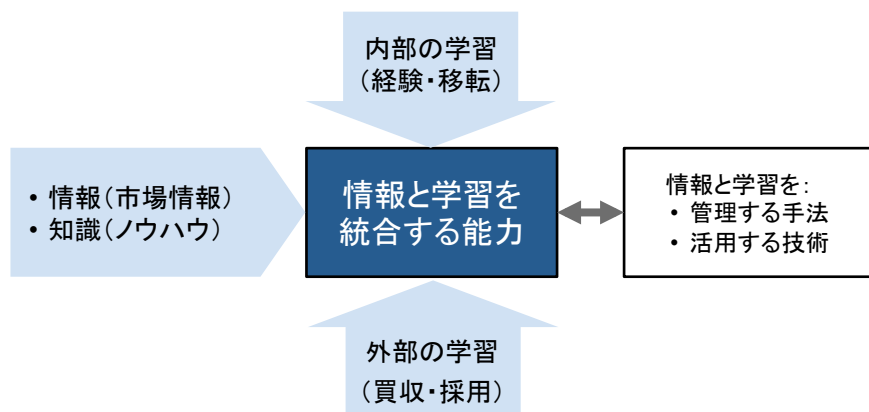 内部の学習
（経験・移転）
• 情報（市場情報）
• 知識（ノウハウ）
情報と学習を
統合する能力
情報と学習を：
• 管理する手法
• 活用する技術
外部の学習
（買収・採用）